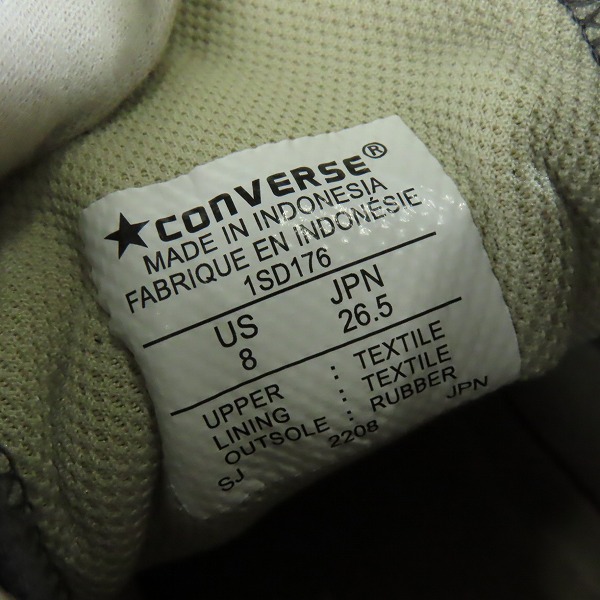 ★CONVERSE®
MADE IN INDONESIA
FABRIQUE EN INDONÉSIE
1SD176
US JPN
8 26.5
UPPER : TEXTILE
LINING : TEXTILE
OUTSOLE : RUBBER
SJ 2208 JPN